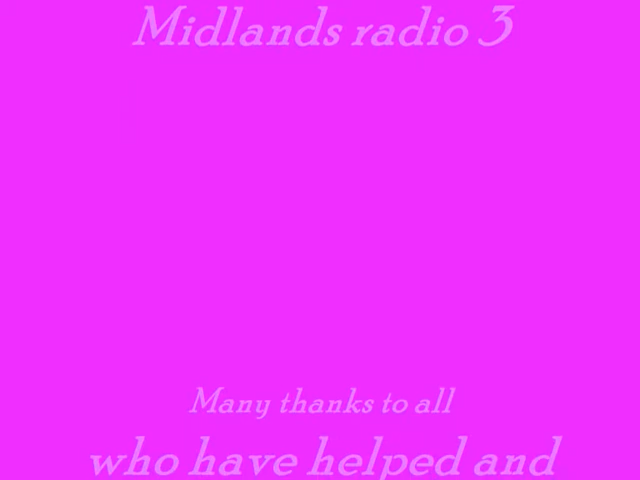 Midlands radio 3
Many thanks to all
who have helped and